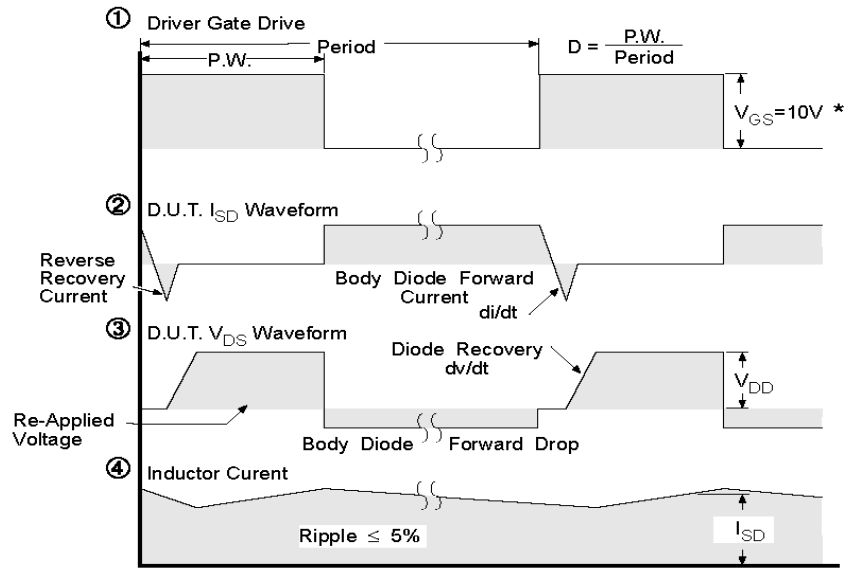 ① Driver Gate Drive
Period
P.W.
D = P.W.
Period
V_GS=10V *
② D.U.T. I_SD Waveform
Reverse
Recovery
Current
Body Diode Forward
Current
di/dt
③ D.U.T. V_DS Waveform
Diode Recovery
dv/dt
V_DD
Re-Applied
Voltage
Body Diode Forward Drop
④ Inductor Curent
Ripple ≤ 5%
I_SD